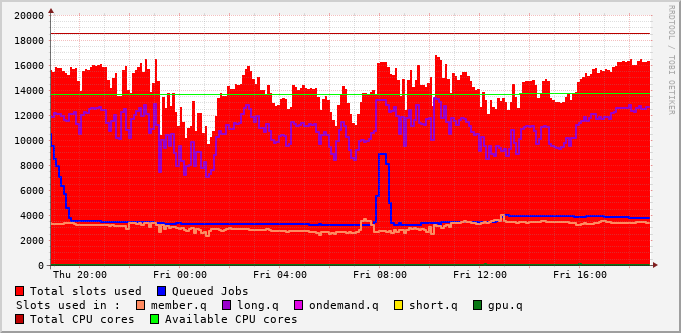 20000
18000
16000
14000
12000
10000
8000
6000
4000
2000
0
Thu 20:00 Fri 00:00 Fri 04:00 Fri 08:00 Fri 12:00 Fri 16:00
Total slots used Queued Jobs
Slots used in : member.q long.q ondemand.q short.q gpu.q
Total CPU cores Available CPU cores
RRDTOOL / TOBI OETIKER